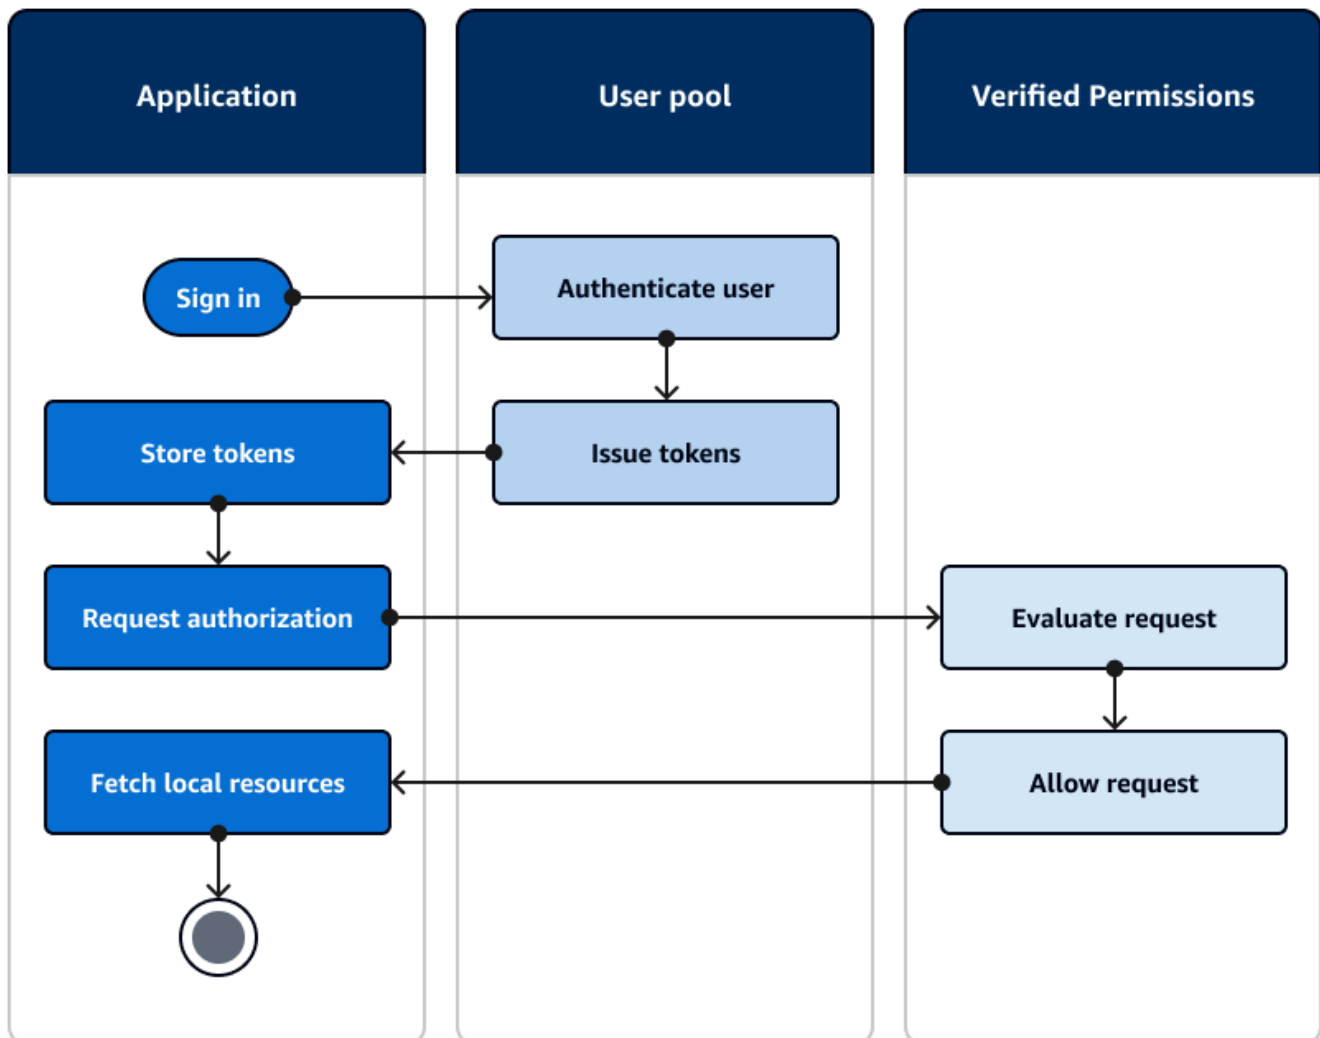 Application
User pool
Verified Permissions
Sign in
Authenticate user
Store tokens
Issue tokens
Request authorization
Evaluate request
Fetch local resources
Allow request